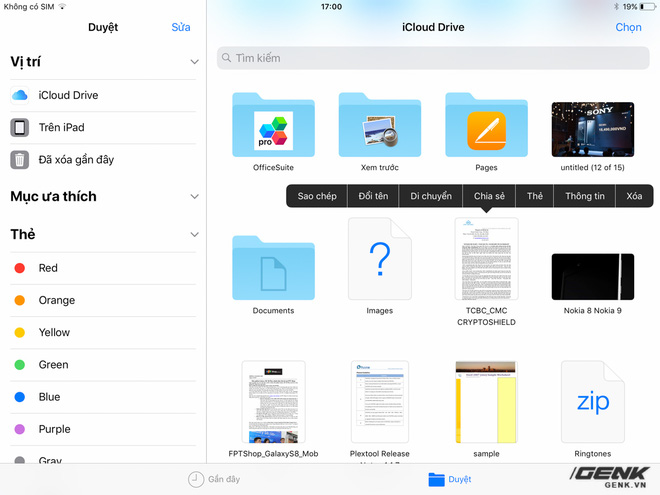 Không có SIM
17:00
19%
Duyệt
Sửa
iCloud Drive
Chọn
Vị trí
iCloud Drive
Trên iPad
Đã xóa gần đây
Mục ưa thích
Thẻ
Red
Orange
Yellow
Green
Blue
Purple
Gray
Tìm kiếm
pro
SONY
OfficeSuite
Xem trước
Pages
untitled (12 of 15)
Sao chép
Đổi tên
Di chuyển
Chia sẻ
Thẻ
Thông tin
Xóa
?
Documents
Images
TCBC_CMC
CRYPTOSHIELD
Nokia 8 Nokia 9
zip
FPTShop_GalaxyS8_Mob
Plextool Release
sample
Ringtones
Gần đây
Duyệt
GENK
GENK.VN